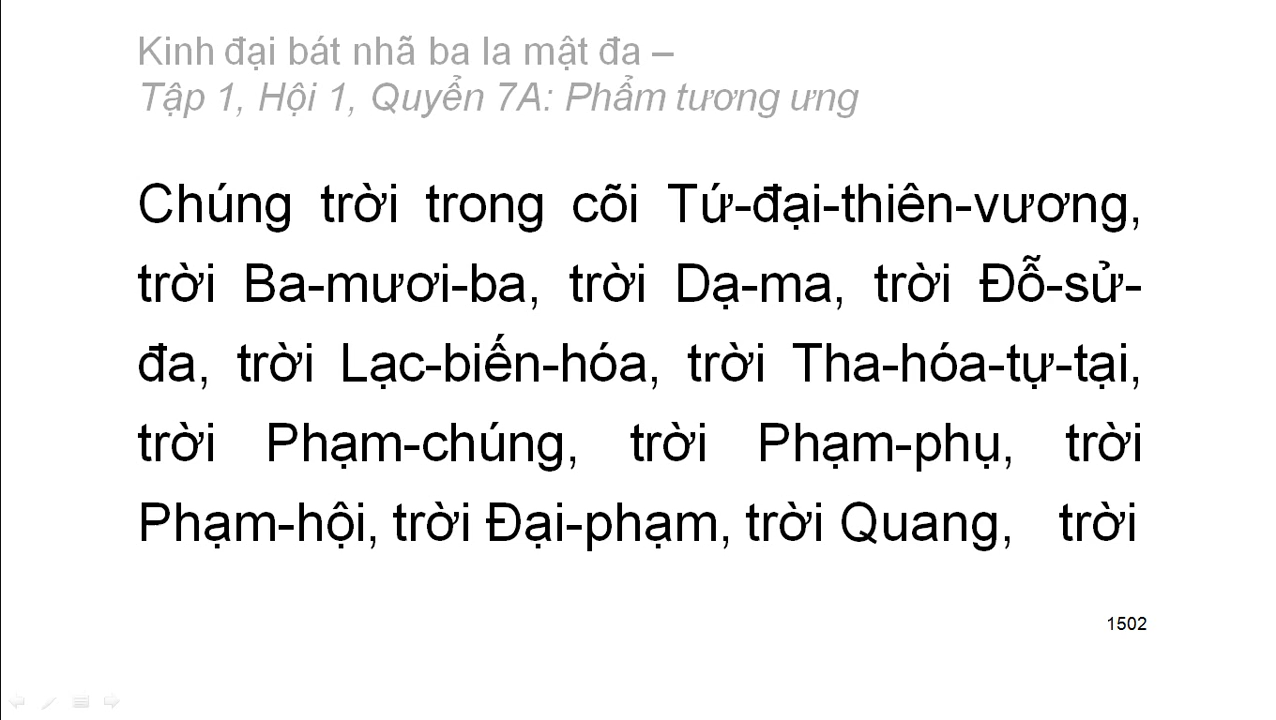 Kinh đại bát nhã ba la mật đa –
Tập 1, Hội 1, Quyển 7A: Phẩm tương ưng
Chúng trời trong cõi Tứ-đại-thiên-vương,
trời Ba-mươi-ba, trời Dạ-ma, trời Đỗ-sử-
đa, trời Lạc-biến-hóa, trời Tha-hóa-tự-tại,
trời Phạm-chúng, trời Phạm-phụ, trời
Phạm-hội, trời Đại-phạm, trời Quang, trời
1502